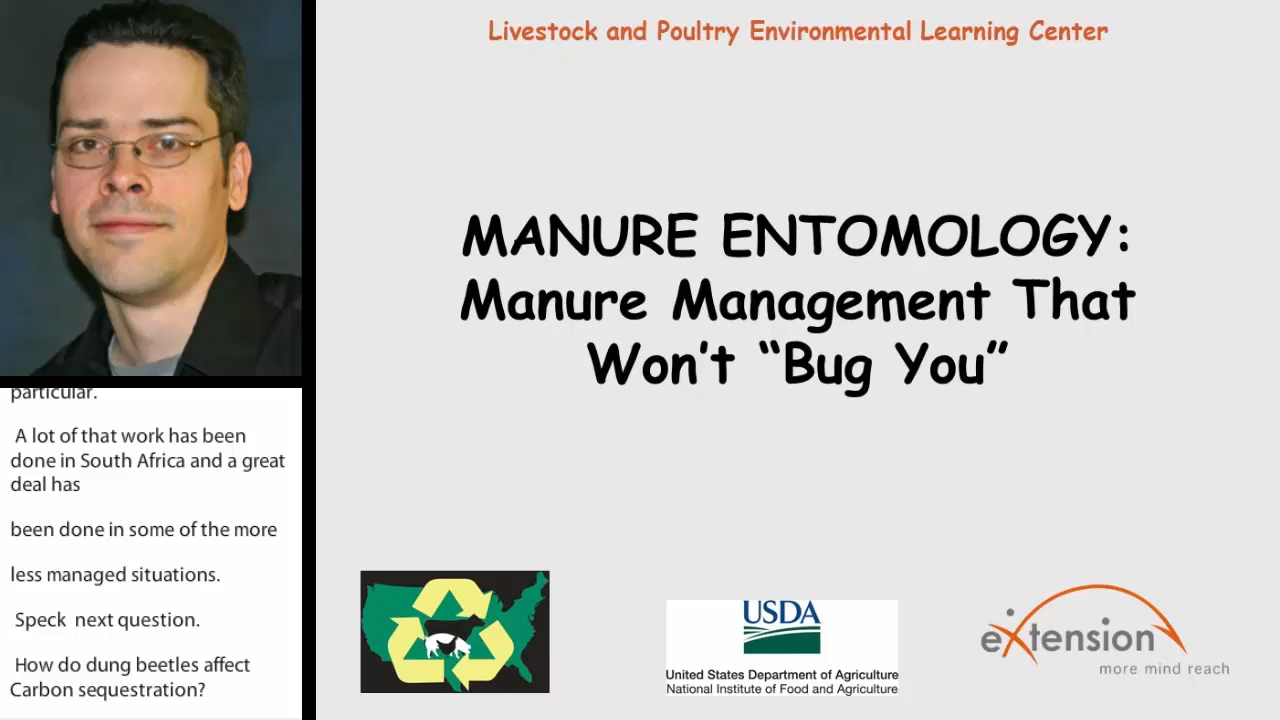 Livestock and Poultry Environmental Learning Center
MANURE ENTOMOLOGY:
Manure Management That
Won't “Bug You”
particular.
A lot of that work has been
done in South Africa and a great
deal has
been done in some of the more
less managed situations.
Speck next question.
How do dung beetles affect
Carbon sequestration?
USDA
United States Department of Agriculture
National Institute of Food and Agriculture
eXtension
more mind reach